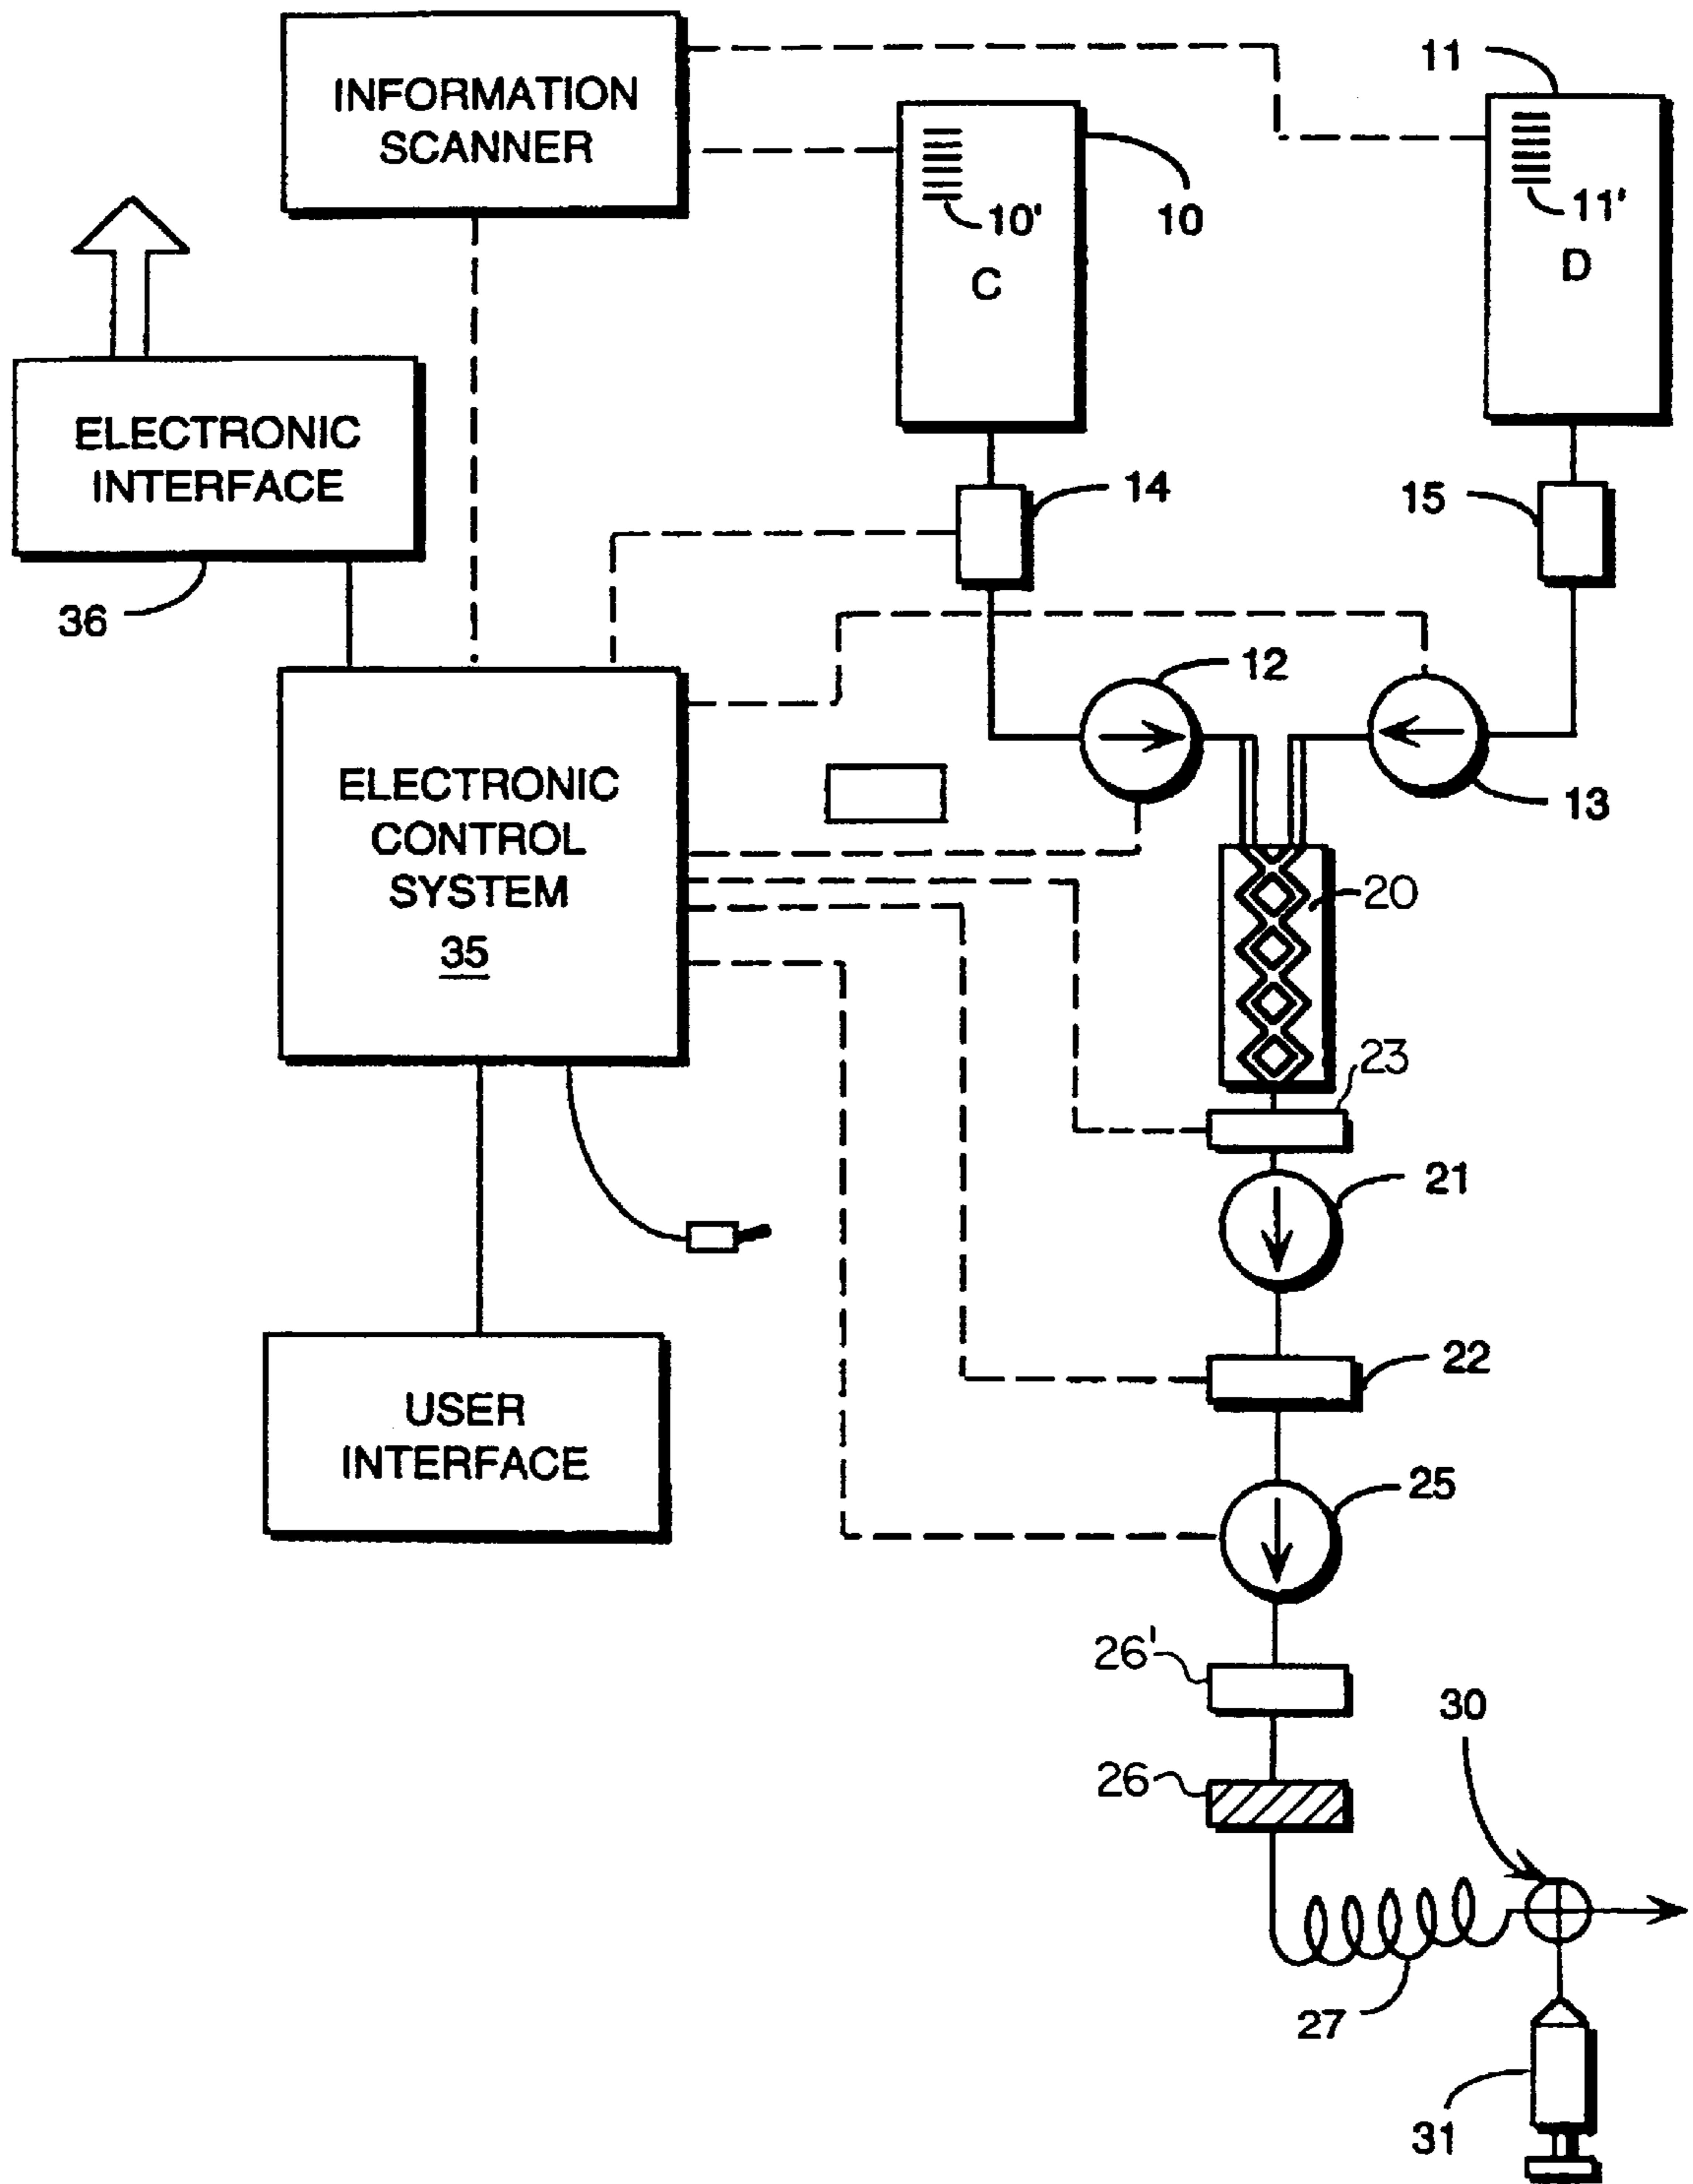 INFORMATION
SCANNER
11
10'
10
11'
C
D
ELECTRONIC
INTERFACE
14
15
36
12
13
ELECTRONIC
CONTROL
SYSTEM
35
20
23
21
22
USER
INTERFACE
25
26'
30
26
27
31